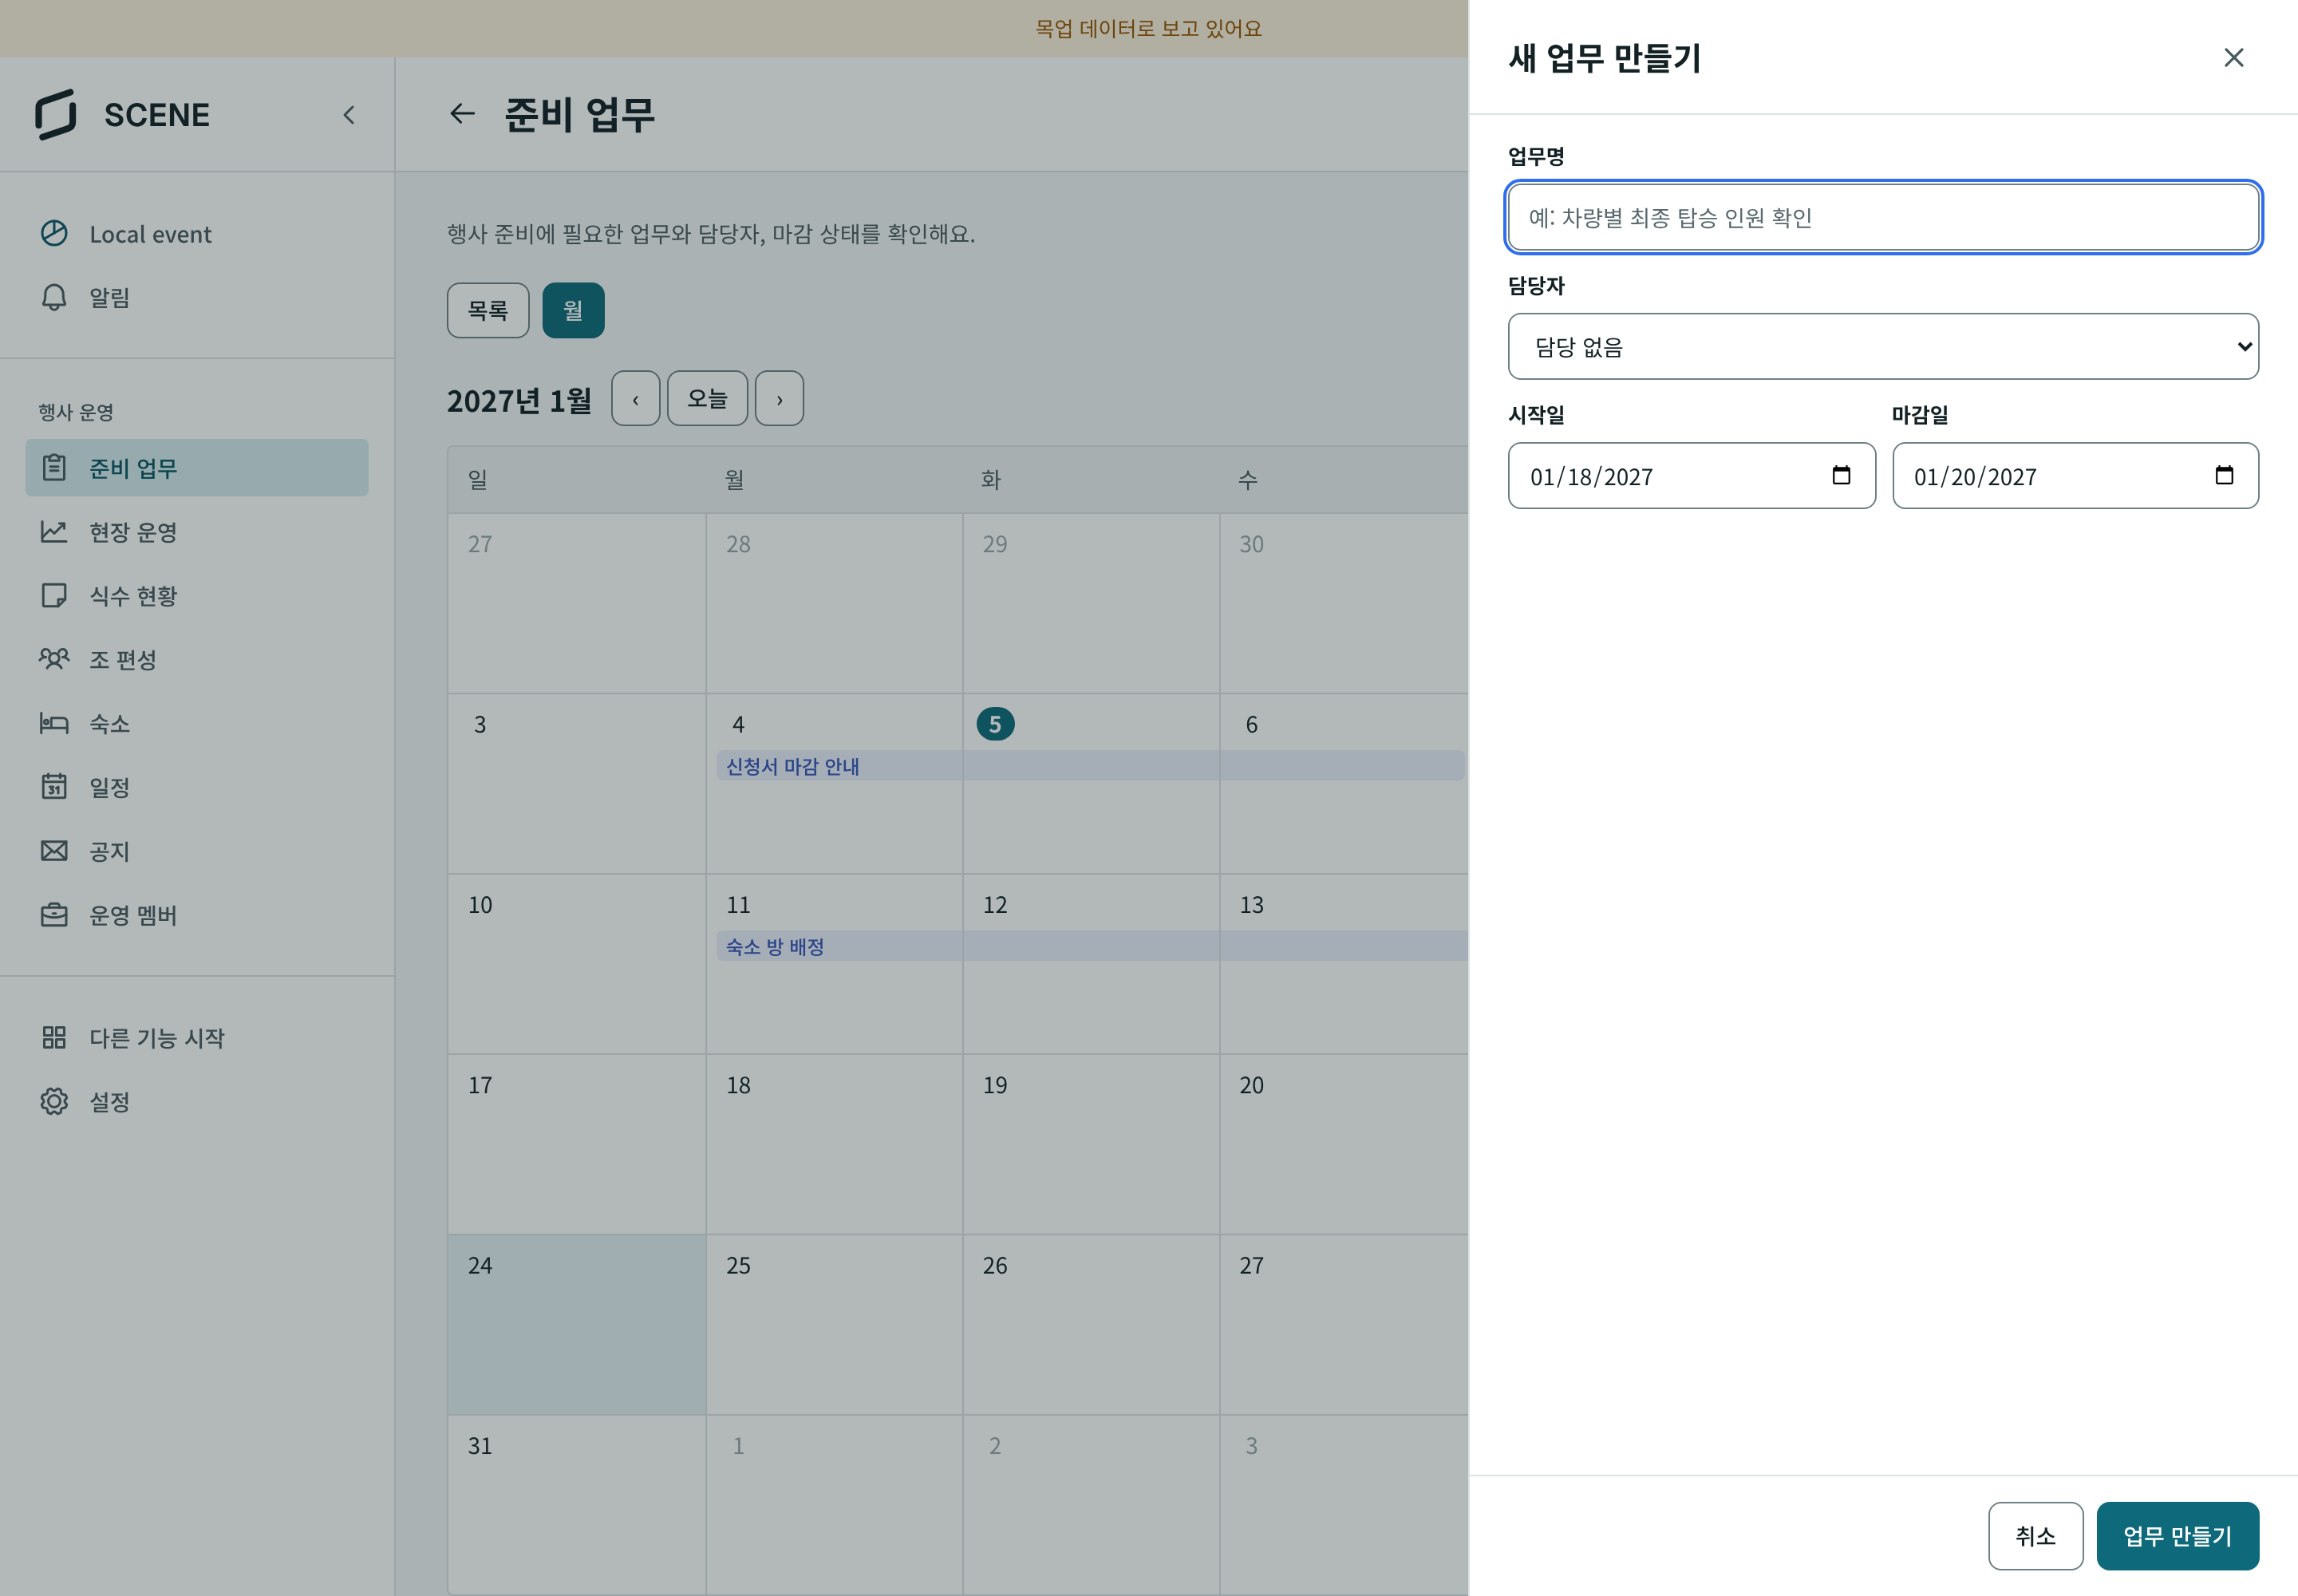 목업 데이터로 보고 있어요
SCENE
Local event
알림
행사 운영
준비 업무
현장 운영
식수 현황
조 편성
숙소
일정
31
공지
운영 멤버
다른 기능 시작
설정
준비 업무
행사 준비에 필요한 업무와 담당자, 마감 상태를 확인해요.
목록 월
2027년 1월 ‹ 오늘 ›
일 월 화 수
27 28 29 30
3 4 5 6
신청서 마감 안내
10 11 12 13
숙소 방 배정
17 18 19 20
24 25 26 27
31 1 2 3
새 업무 만들기
업무명
예: 차량별 최종 탑승 인원 확인
담당자
담당 없음
시작일 마감일
01/18/2027 01/20/2027
취소 업무 만들기